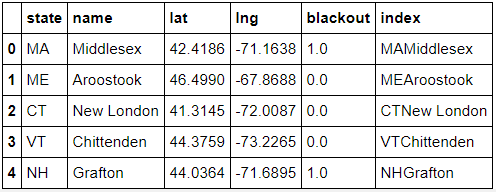 state name lat lng blackout index
0 MA Middlesex 42.4186 -71.1638 1.0 MAMiddlesex
1 ME Aroostook 46.4990 -67.8688 0.0 MEAroostook
2 CT New London 41.3145 -72.0087 0.0 CTNew London
3 VT Chittenden 44.3759 -73.2265 0.0 VTChittenden
4 NH Grafton 44.0364 -71.6895 1.0 NHGrafton